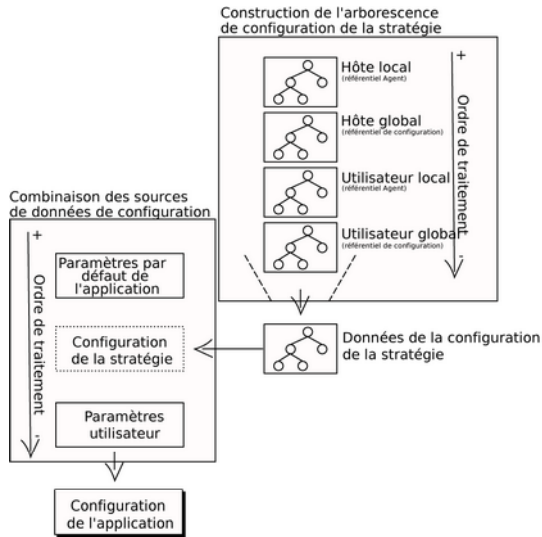 Construction de l'arborescence
de configuration de la stratégie
+
Hôte local
(référentiel Agent)
Hôte global
(référentiel de configuration)
Utilisateur local
(référentiel Agent)
Utilisateur global
(référentiel de configuration)
Ordre de traitement
-
Combinaison des sources
de données de configuration
+
Paramètres par
défaut de
l'application
Ordre de traitement
Configuration
de la stratégie
Données de la configuration
de la stratégie
Paramètres
utilisateur
-
Configuration
de l'application